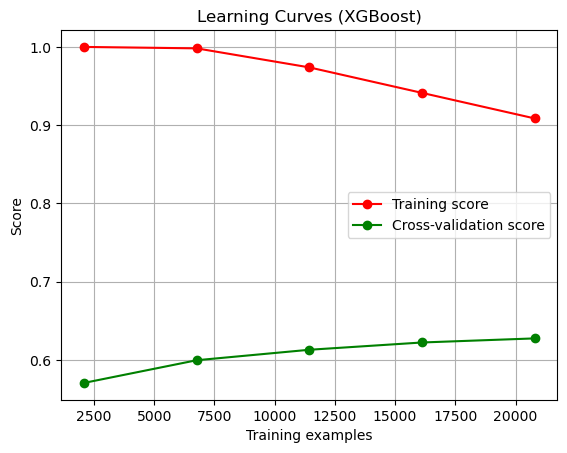 Learning Curves (XGBoost)
1.0
0.9
0.8
0.7
0.6
Score
Training score
Cross-validation score
2500 5000 7500 10000 12500 15000 17500 20000
Training examples